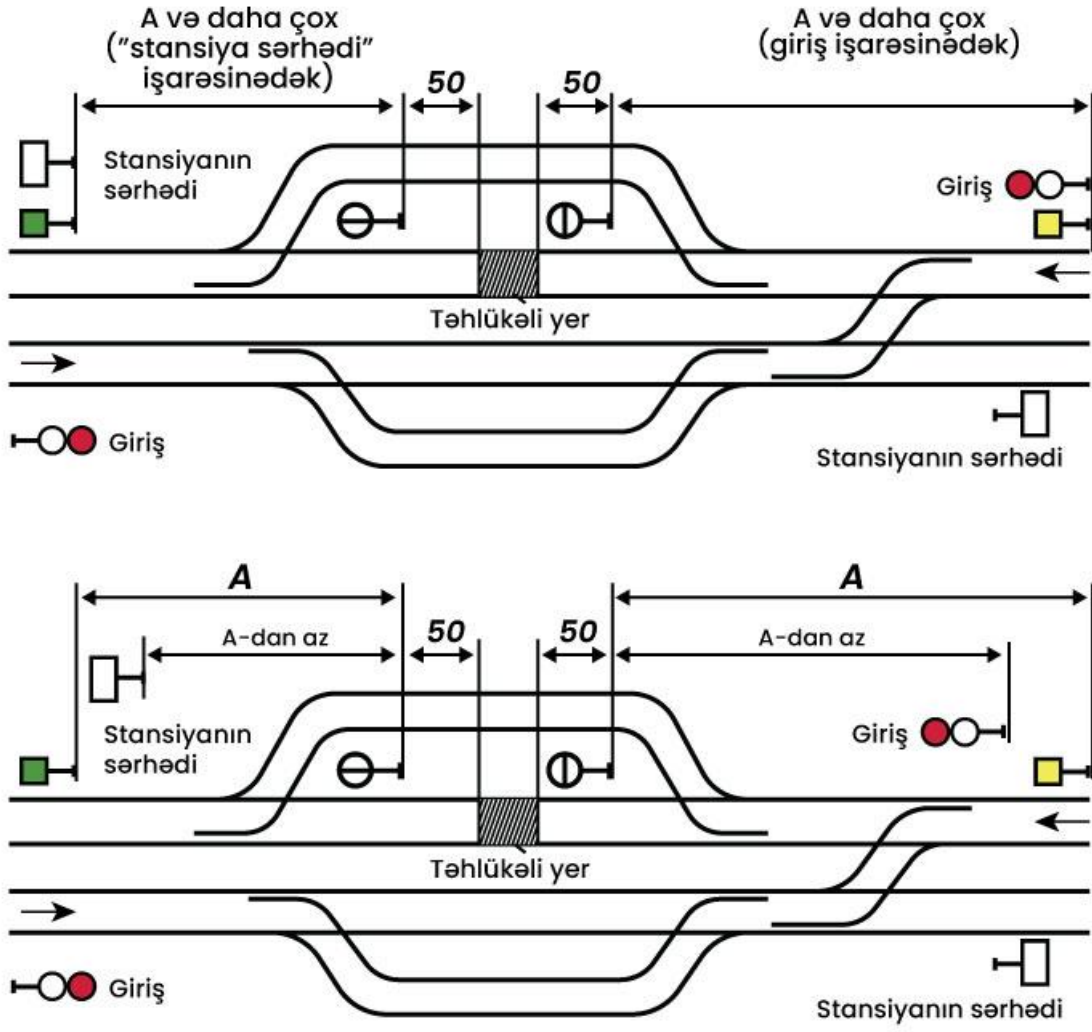 A və daha çox
("stansiya sərhədi"
işarəsinədək)
50
50
A və daha çox
(giriş işarəsinədək)
Stansiyanın
sərhədi
Giriş
Təhlükəli yer
Giriş
Stansiyanın sərhədi
A
A
50
50
A-dan az
A-dan az
Stansiyanın
sərhədi
Giriş
Təhlükəli yer
Giriş
Stansiyanın sərhədi